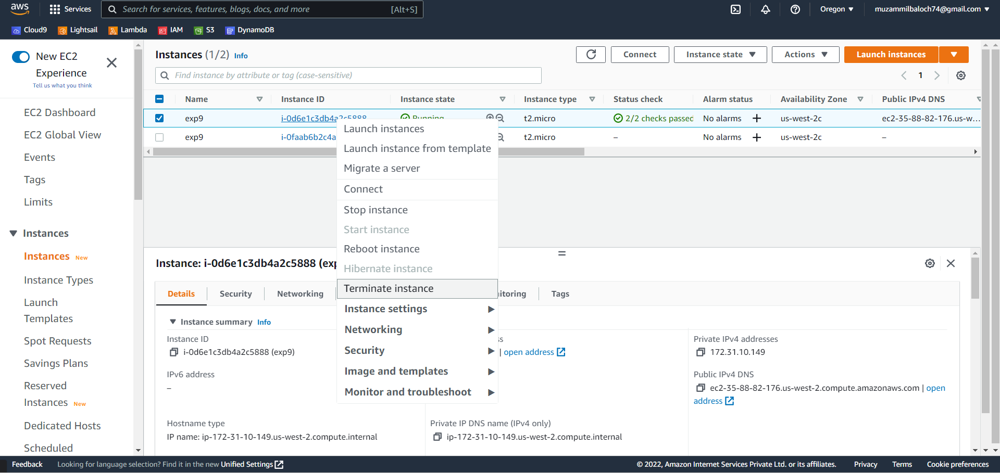 aws
Services
Search for services, features, blogs, docs, and more
[Alt+S]
Oregon
muzammilbaloch74@gmail.com
Cloud9
Lightsail
Lambda
IAM
S3
DynamoDB
New EC2
Experience
Tell us what you think
EC2 Dashboard
EC2 Global View
Events
Tags
Limits
Instances
Instances New
Instance Types
Launch
Templates
Spot Requests
Savings Plans
Reserved
Instances New
Dedicated Hosts
Scheduled
Instances (1/2) Info
Connect
Instance state
Actions
Launch instances
Find instance by attribute or tag (case-sensitive)
1
Name Instance ID Instance state Instance type Status check Alarm status Availability Zone Public IPv4 DNS
exp9 i-0d6e1c3db4a2c5888 Running t2.micro 2/2 checks passed No alarms + us-west-2c ec2-35-88-82-176.us-w...
exp9 i-0faab6b2c4a t2.micro – No alarms + us-west-2c –
Launch instances
Launch instance from template
Migrate a server
Connect
Stop instance
Start instance
Reboot instance
Hibernate instance
Terminate instance
Instance settings
Networking
Security
Image and templates
Monitor and troubleshoot
Instance: i-0d6e1c3db4a2c5888 (exp
Details
Security
Networking
itoring
Tags
Instance summary Info
Instance ID
i-0d6e1c3db4a2c5888 (exp9)
ss
| open address
Private IPv4 addresses
172.31.10.149
IPv6 address
–
Public IPv4 DNS
ec2-35-88-82-176.us-west-2.compute.amazonaws.com | open
address
Hostname type
IP name: ip-172-31-10-149.us-west-2.compute.internal
Private IP DNS name (IPv4 only)
ip-172-31-10-149.us-west-2.compute.internal
Feedback
Looking for language selection? Find it in the new Unified Settings
© 2022, Amazon Internet Services Private Ltd. or its affiliates.
Privacy
Terms
Cookie preferences